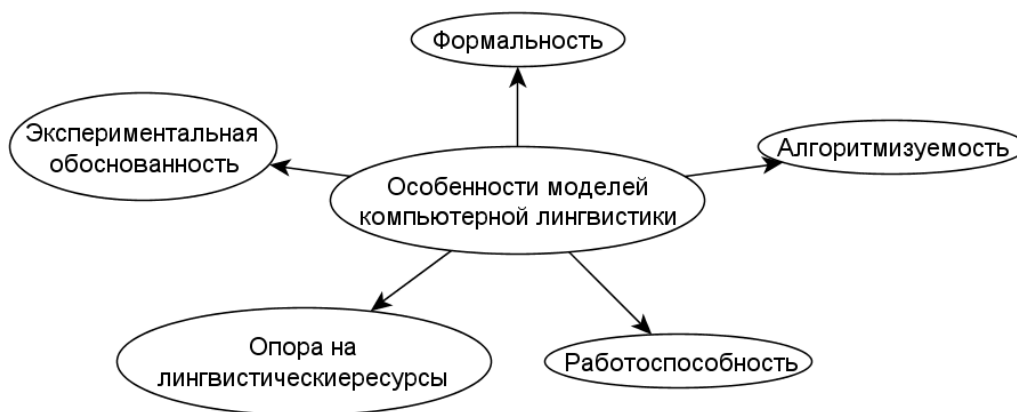 Формальность
Экспериментальная
обоснованность
Алгоритмизуемость
Особенности моделей
компьютерной лингвистики
Опора на
лингвистическиересурсы
Работоспособность